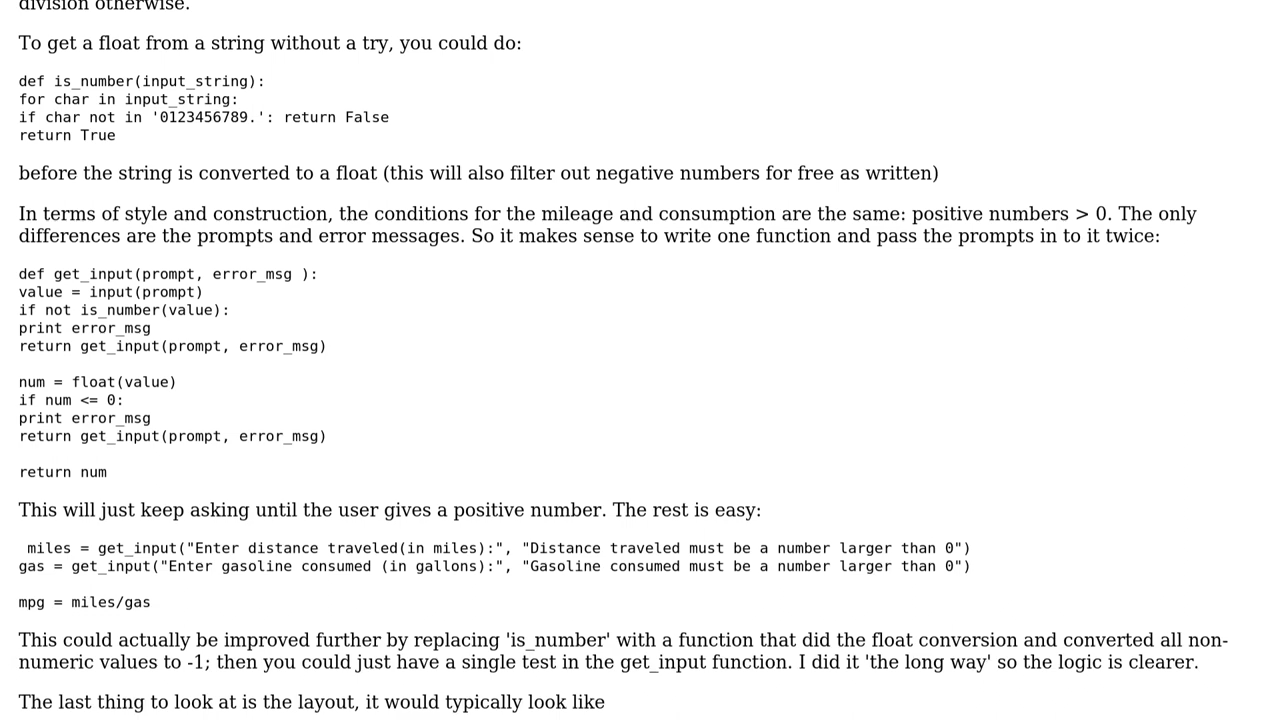 division otherwise.
To get a float from a string without a try, you could do:
def is_number(input_string):
for char in input_string:
if char not in '0123456789.': return False
return True
before the string is converted to a float (this will also filter out negative numbers for free as written)
In terms of style and construction, the conditions for the mileage and consumption are the same: positive numbers > 0. The only
differences are the prompts and error messages. So it makes sense to write one function and pass the prompts in to it twice:
def get_input(prompt, error_msg ):
value = input(prompt)
if not is_number(value):
print error_msg
return get_input(prompt, error_msg)
num = float(value)
if num <= 0:
print error_msg
return get_input(prompt, error_msg)
return num
This will just keep asking until the user gives a positive number. The rest is easy:
miles = get_input("Enter distance traveled(in miles):", "Distance traveled must be a number larger than 0")
gas = get_input("Enter gasoline consumed (in gallons):", "Gasoline consumed must be a number larger than 0")
mpg = miles/gas
This could actually be improved further by replacing 'is_number' with a function that did the float conversion and converted all non-
numeric values to -1; then you could just have a single test in the get_input function. I did it 'the long way' so the logic is clearer.
The last thing to look at is the layout, it would typically look like